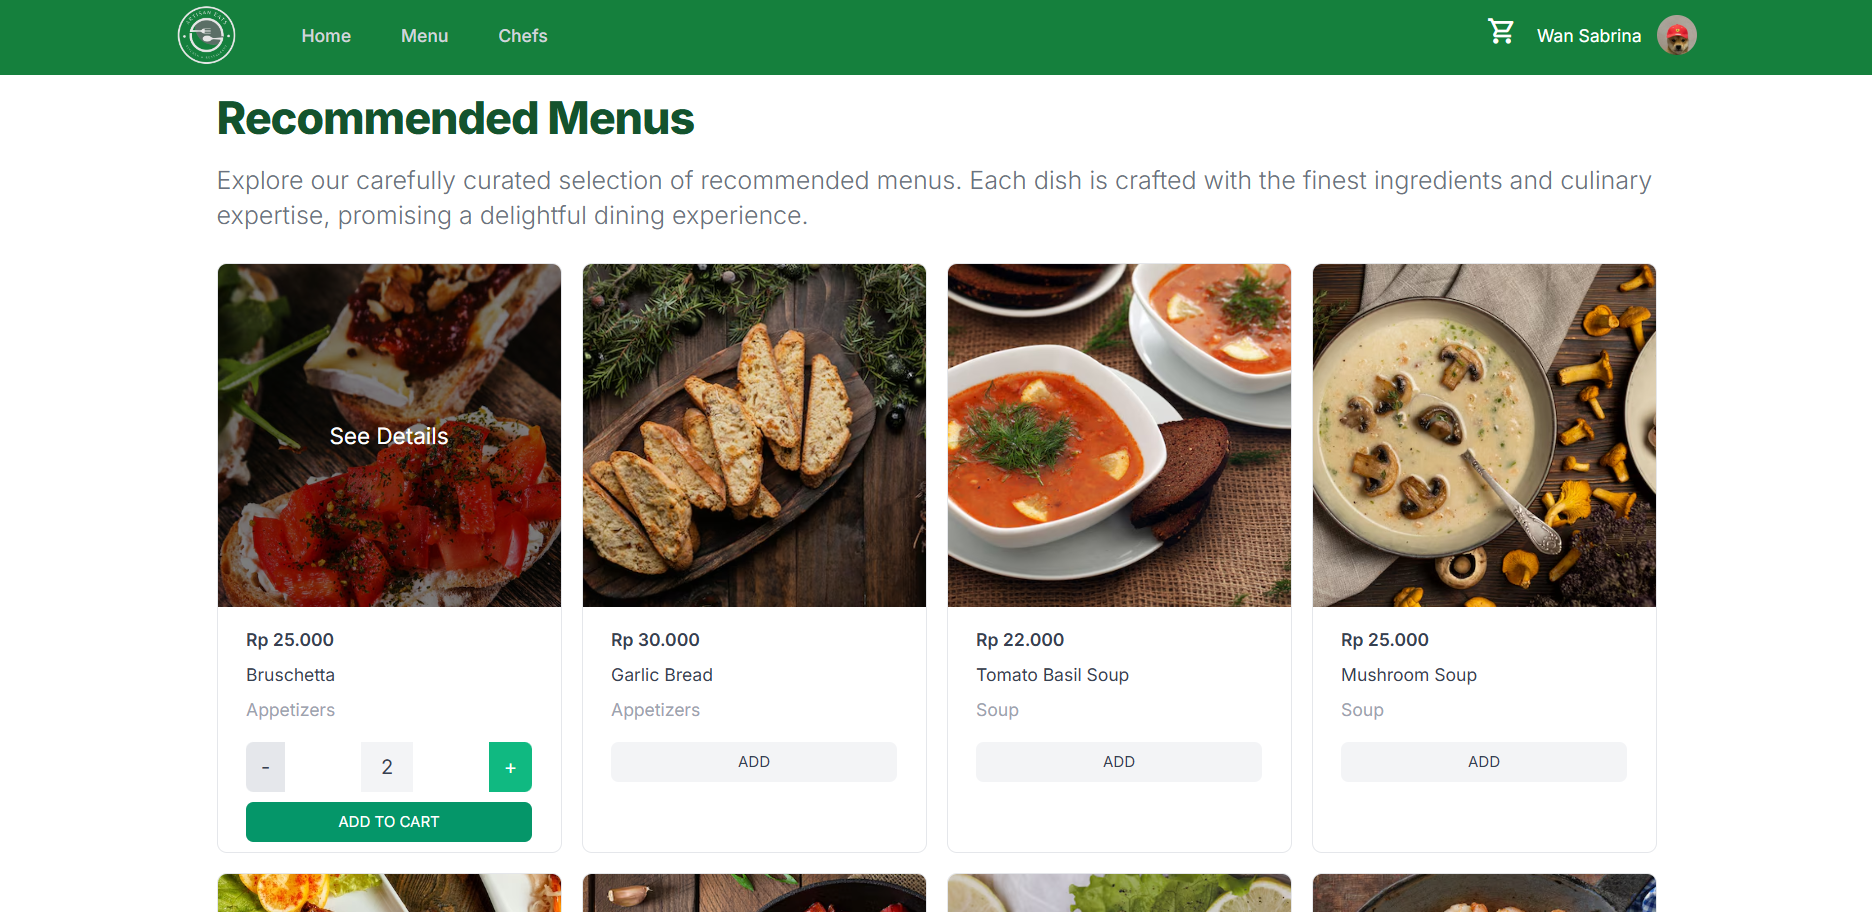 ARTISAN EATS
Home
Menu
Chefs
Wan Sabrina
Recommended Menus
Explore our carefully curated selection of recommended menus. Each dish is crafted with the finest ingredients and culinary
expertise, promising a delightful dining experience.
See Details
Rp 25.000
Bruschetta
Appetizers
-
2
+
ADD TO CART
Rp 30.000
Garlic Bread
Appetizers
ADD
Rp 22.000
Tomato Basil Soup
Soup
ADD
Rp 25.000
Mushroom Soup
Soup
ADD